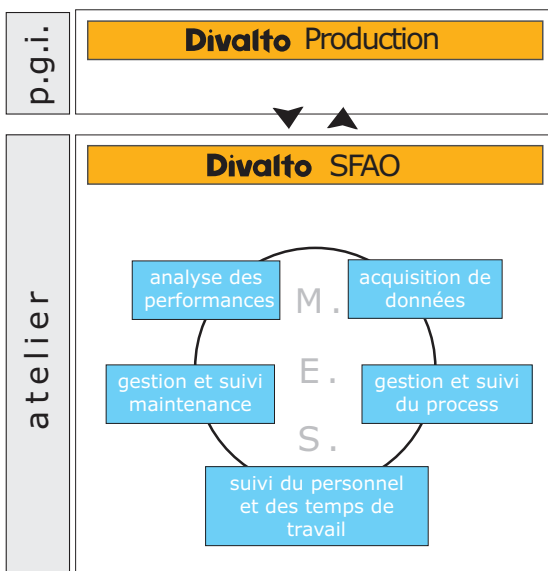 p.g.i.
Divalto Production
atelier
Divalto SFAO
analyse des
performances
acquisition de
données
M.
gestion et suivi
maintenance
E.
gestion et suivi
du process
S.
suivi du personnel
et des temps de
travail